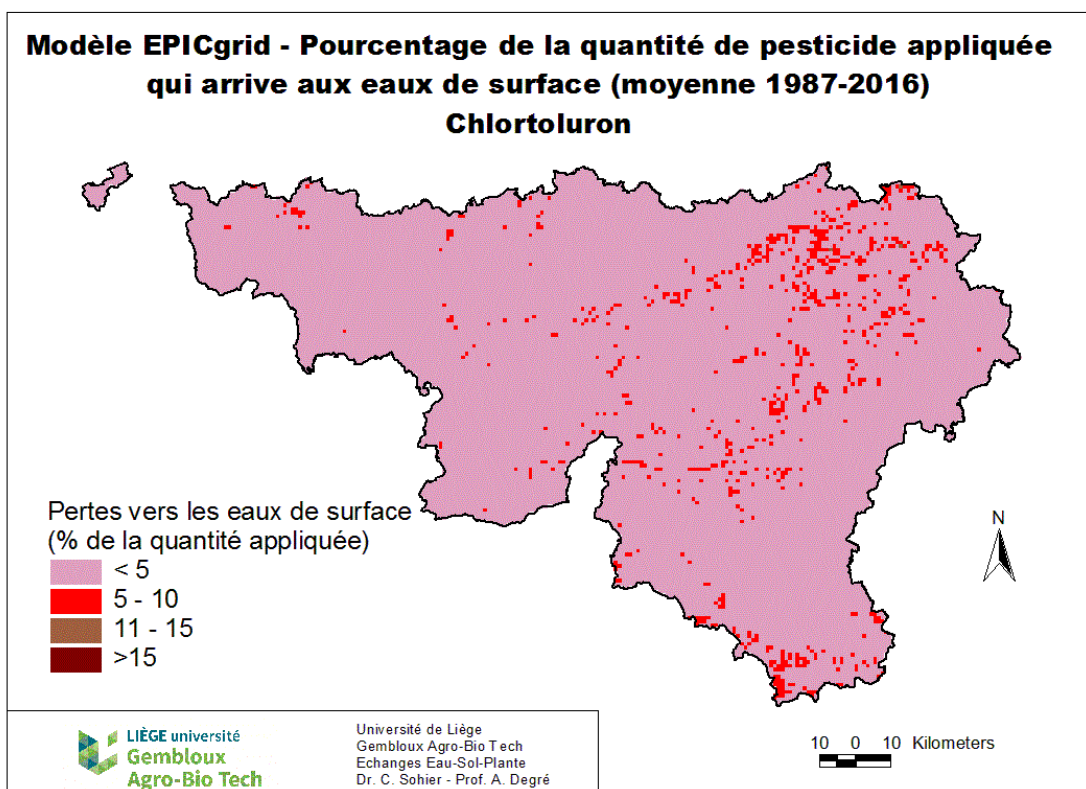 Modèle EPICgrid - Pourcentage de la quantité de pesticide appliquée
qui arrive aux eaux de surface (moyenne 1987-2016)
Chlortoluron
Pertes vers les eaux de surface
(% de la quantité appliquée)
< 5
5 - 10
11 - 15
>15
N
10 0 10 Kilometers
LIÈGE université
Gembloux
Agro-Bio Tech
Université de Liège
Gembloux Agro-Bio Tech
Echanges Eau-Sol-Plante
Dr. C. Sohier - Prof. A. Degré